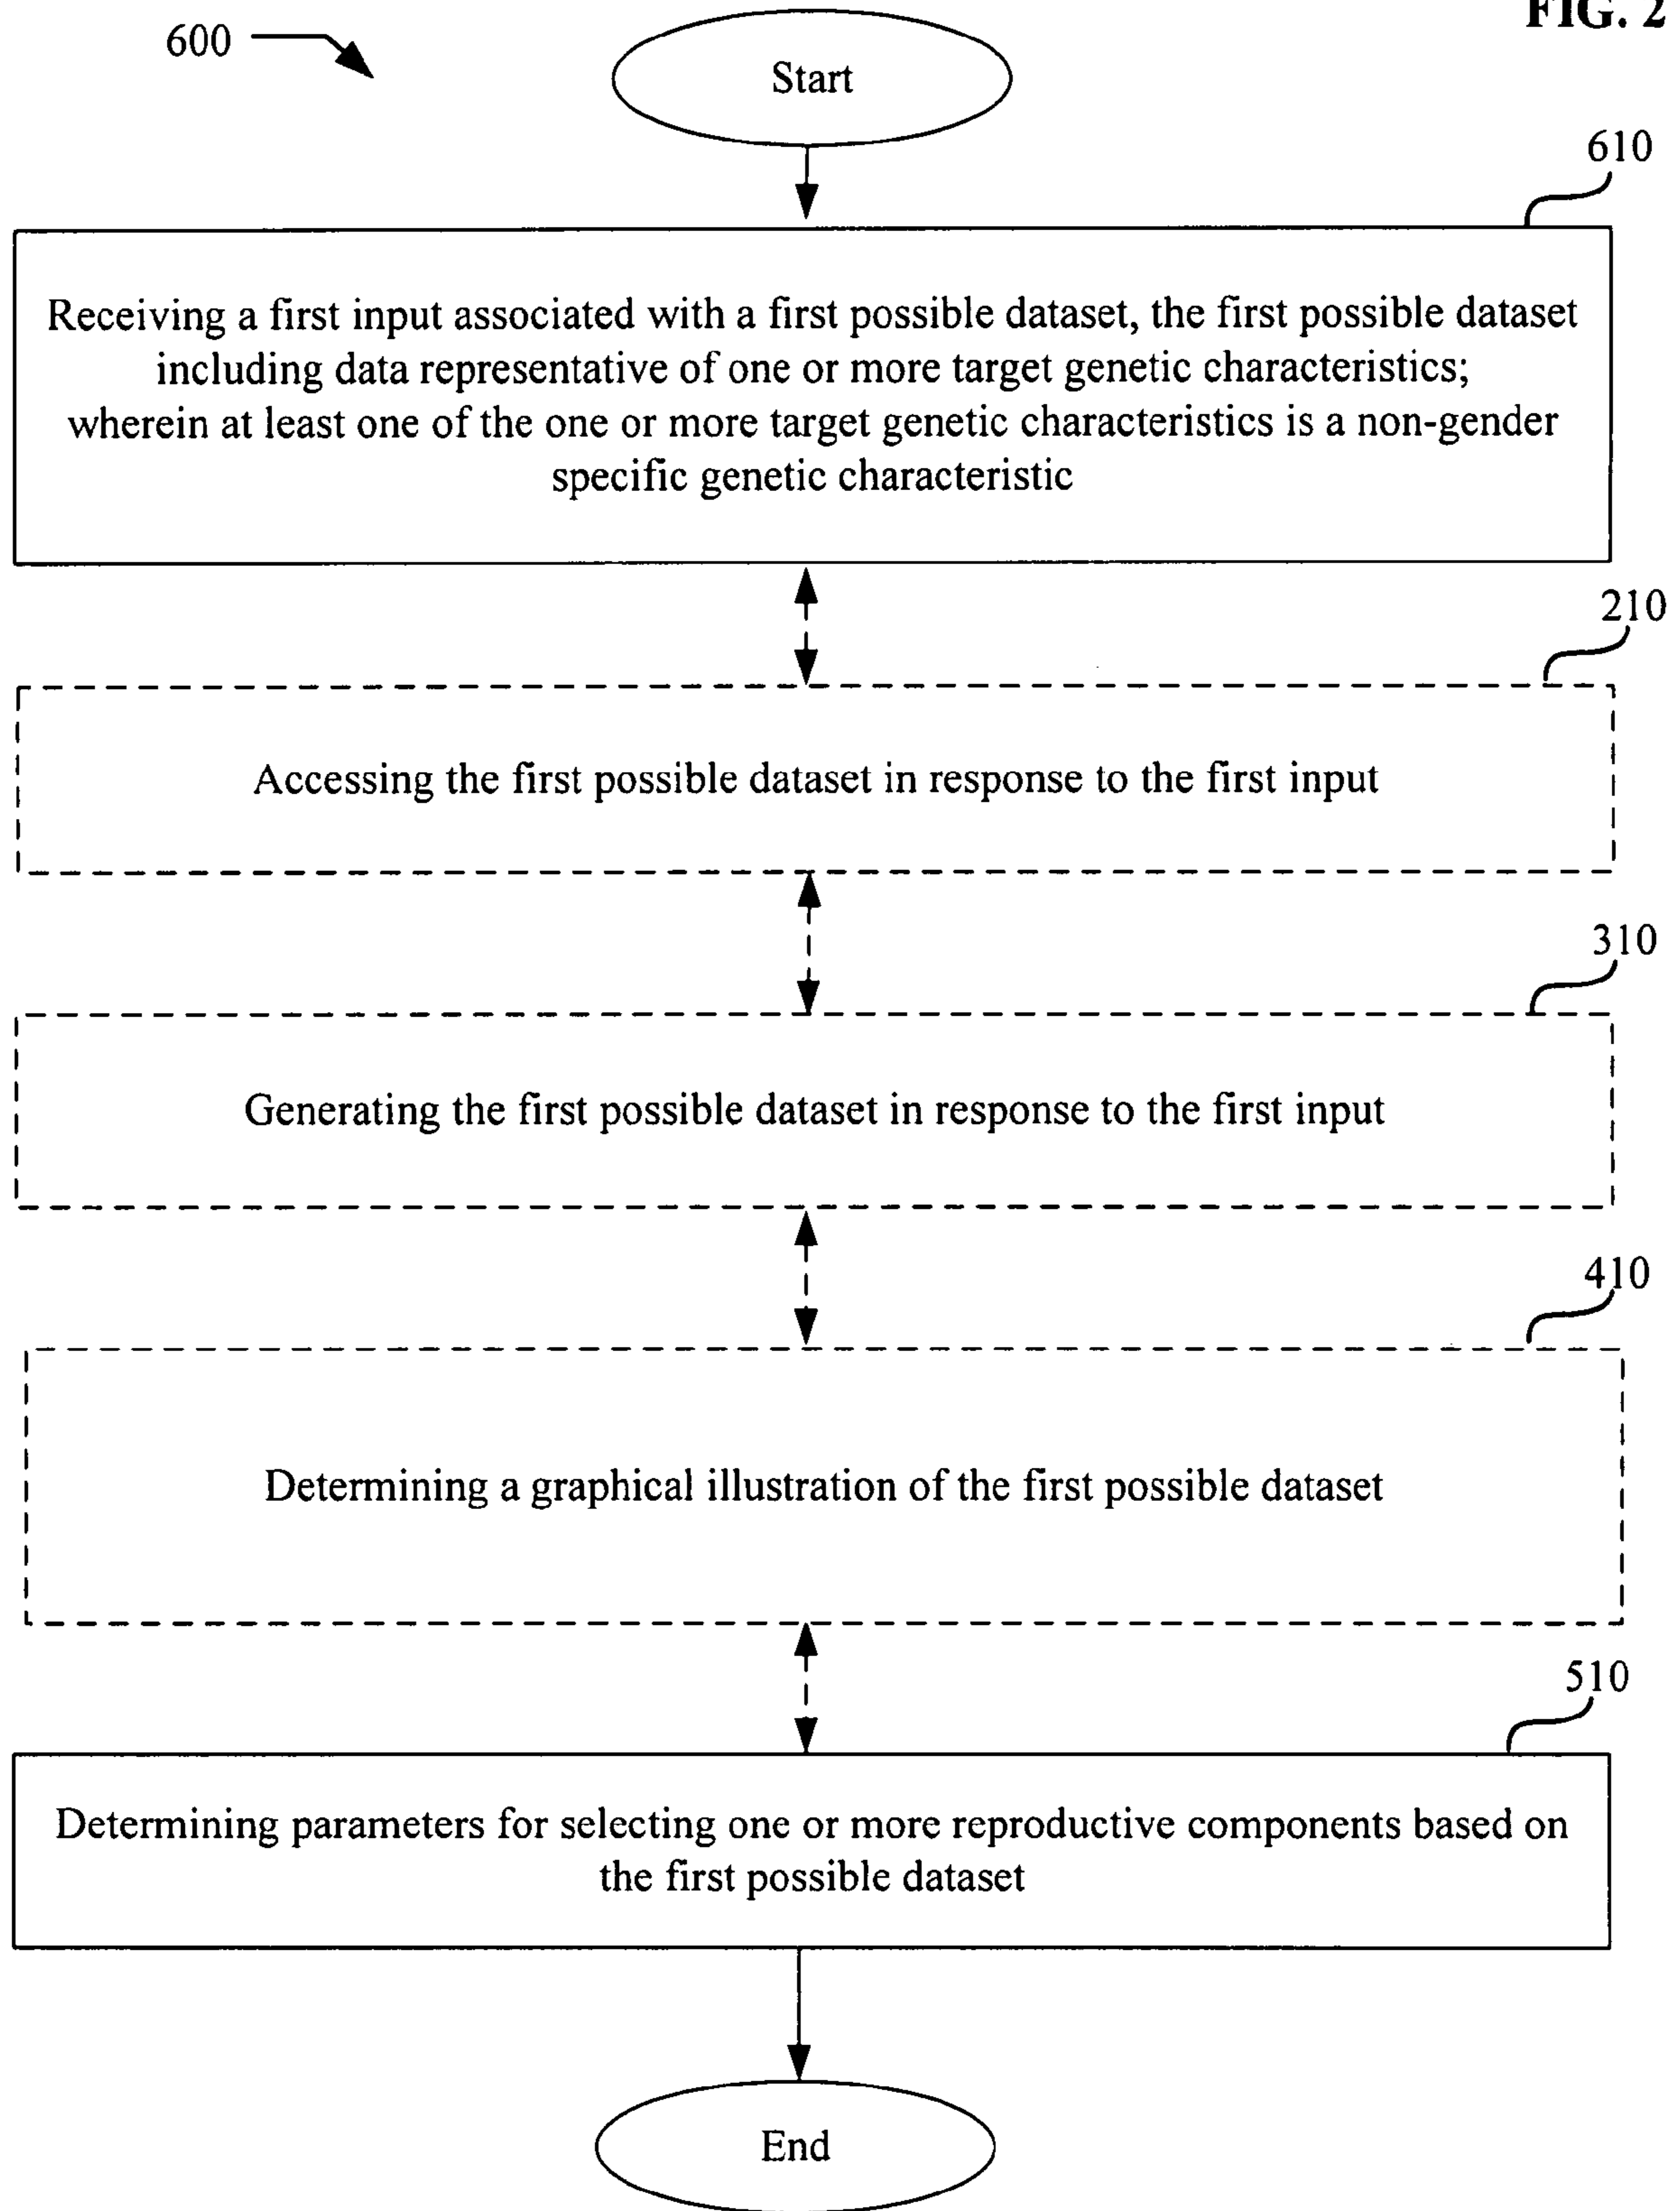 FIG. 2
600
Start
610
Receiving a first input associated with a first possible dataset, the first possible dataset
including data representative of one or more target genetic characteristics;
wherein at least one of the one or more target genetic characteristics is a non-gender
specific genetic characteristic
210
Accessing the first possible dataset in response to the first input
310
Generating the first possible dataset in response to the first input
410
Determining a graphical illustration of the first possible dataset
510
Determining parameters for selecting one or more reproductive components based on
the first possible dataset
End